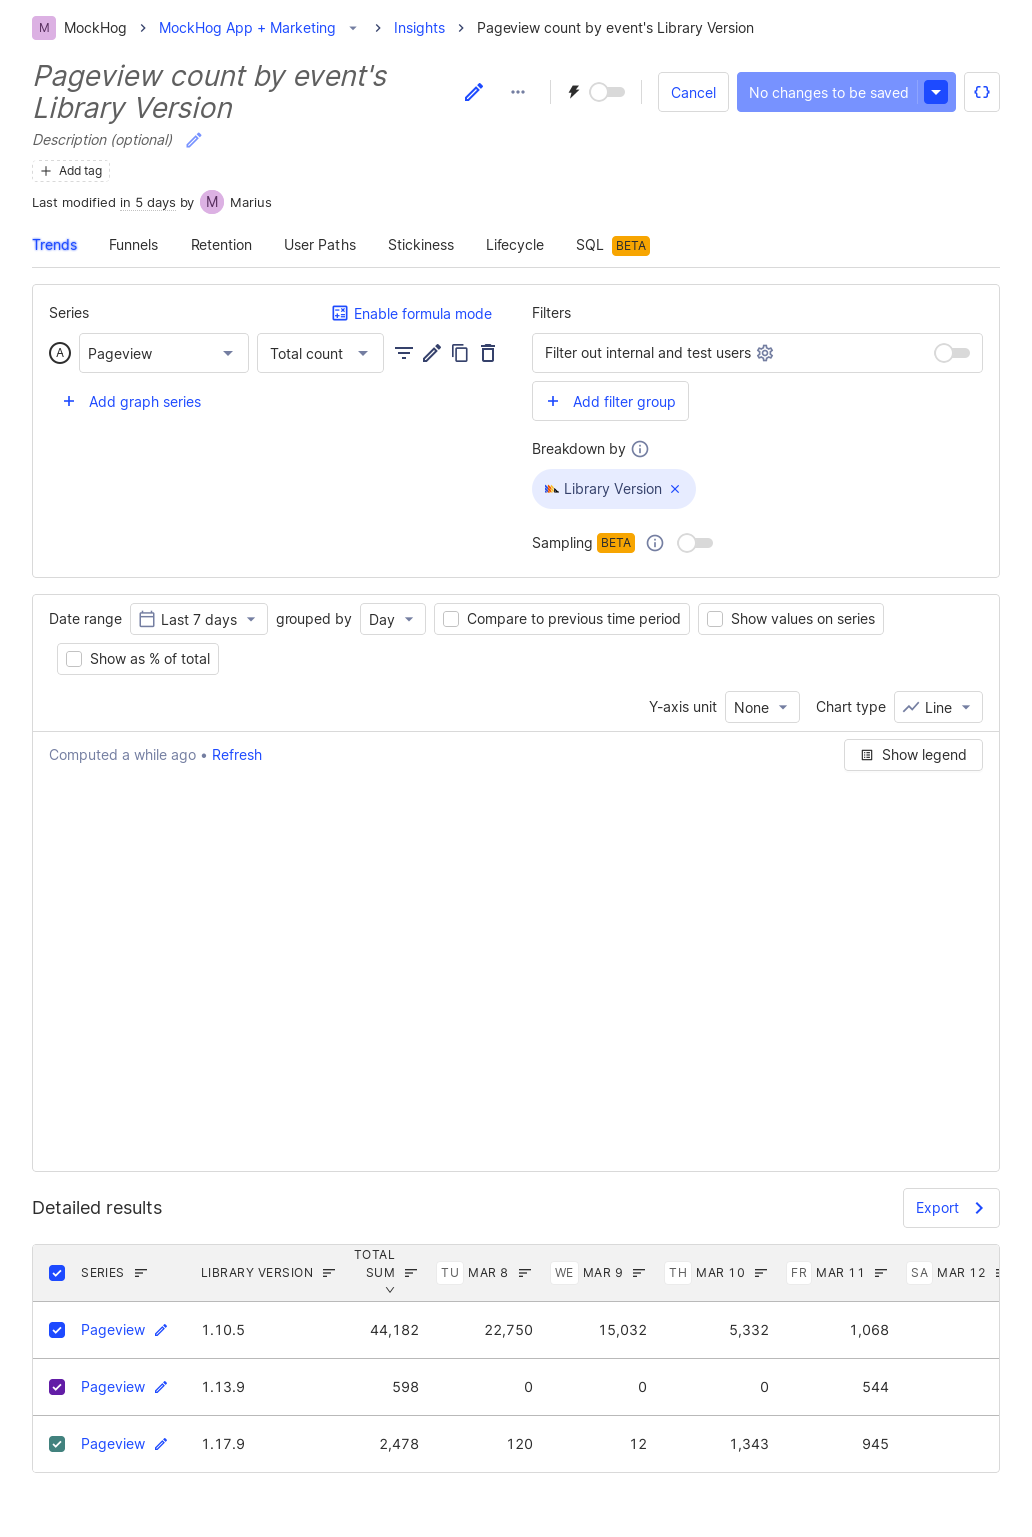 M MockHog > MockHog App + Marketing > Insights > Pageview count by event's Library Version
Pageview count by event's
Library Version
Cancel No changes to be saved
Description (optional)
Add tag
Last modified in 5 days by M Marius
Trends Funnels Retention User Paths Stickiness Lifecycle SQL BETA
Series Enable formula mode
A Pageview Total count
Add graph series
Filters
Filter out internal and test users
Add filter group
Breakdown by
Library Version
Sampling BETA
Date range Last 7 days grouped by Day Compare to previous time period Show values on series
Show as % of total
Y-axis unit None Chart type Line
Computed a while ago • Refresh Show legend
Detailed results Export
SERIES LIBRARY VERSION TOTAL SUM TU MAR 8 WE MAR 9 TH MAR 10 FR MAR 11 SA MAR 12
Pageview 1.10.5 44,182 22,750 15,032 5,332 1,068
Pageview 1.13.9 598 0 0 0 544
Pageview 1.17.9 2,478 120 12 1,343 945